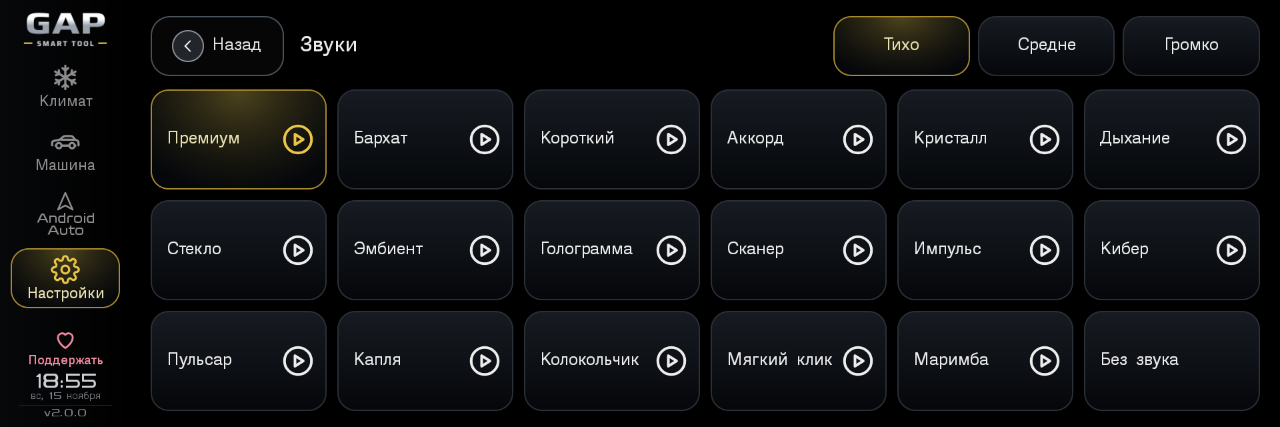 GAP
SMART TOOL
Климат
Машина
Android
Auto
Настройки
Поддержать
18:55
вс, 15 ноября
v2.0.0
Назад
Звуки
Тихо
Средне
Громко
Премиум
Бархат
Короткий
Аккорд
Кристалл
Дыхание
Стекло
Эмбиент
Голограмма
Сканер
Импульс
Кибер
Пульсар
Капля
Колокольчик
Мягкий клик
Маримба
Без звука